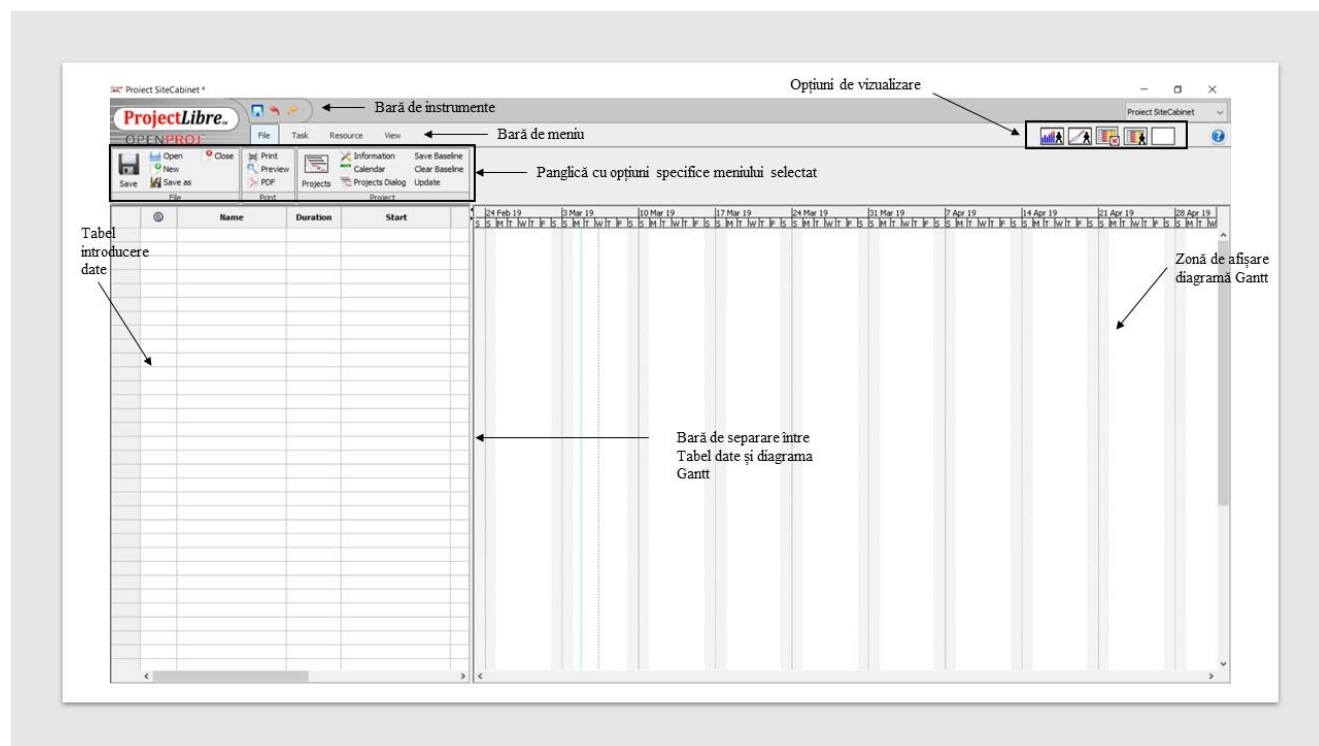 Opțiuni de vizualizare
Proiect SiteCabinet *
ProjectLibre
Bară de instrumente
Proiect SiteCabinet
OPENPROJ
File Task Resource View
Bară de meniu
Save
Open Close
New
Save as
File
Print
Preview
PDF
Print
Projects
Information Save Baseline
Calendar Clear Baseline
Projects Dialog Update
Project
Panglică cu opțiuni specifice meniului selectat
Name Duration Start
24 Feb 19 3 Mar 19 10 Mar 19 17 Mar 19 24 Mar 19 31 Mar 19 7 Apr 19 14 Apr 19 21 Apr 19 28 Apr 19
S S M T W T F S S M T W T F S S M T W T F S S M T W T F S S M T W T F S S M T W T F S S M T W T F S S M T W T F S S M T W T F S S M T W
Tabel
introducere
date
Zonă de afișare
diagramă Gantt
Bară de separare între
Tabel date și diagrama
Gantt